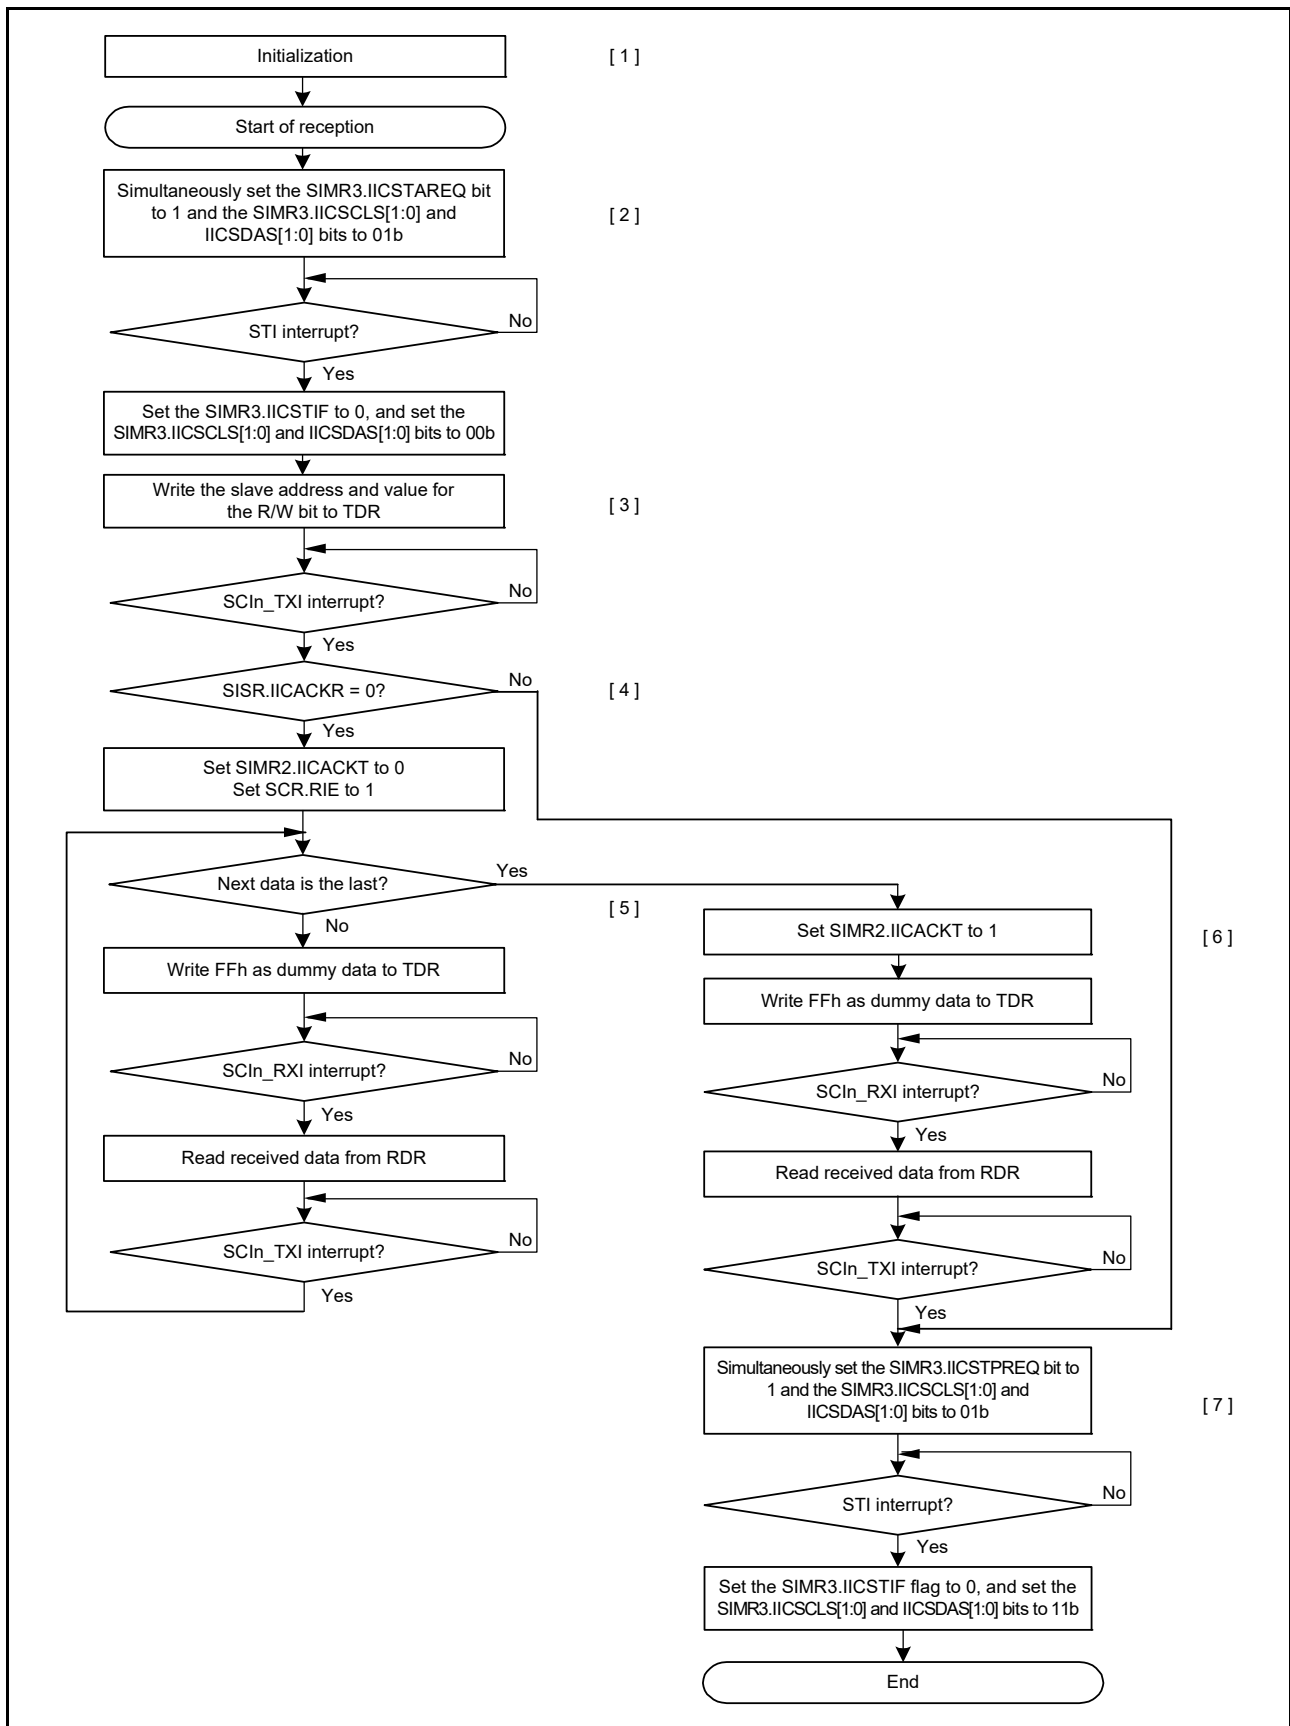 Initialization
[ 1 ]
Start of reception
Simultaneously set the SIMR3.IICSTAREQ bit
to 1 and the SIMR3.IICSCLS[1:0] and
IICSDAS[1:0] bits to 01b
[ 2 ]
STI interrupt?
No
Yes
Set the SIMR3.IICSTIF to 0, and set the
SIMR3.IICSCLS[1:0] and IICSDAS[1:0] bits to 00b
Write the slave address and value for
the R/W bit to TDR
[ 3 ]
SCIn_TXI interrupt?
No
Yes
SISR.IICACKR = 0?
No
[ 4 ]
Yes
Set SIMR2.IICACKT to 0
Set SCR.RIE to 1
Next data is the last?
Yes
[ 5 ]
No
Write FFh as dummy data to TDR
SCIn_RXI interrupt?
No
Yes
Read received data from RDR
SCIn_TXI interrupt?
No
Yes
Set SIMR2.IICACKT to 1
[ 6 ]
Write FFh as dummy data to TDR
SCIn_RXI interrupt?
No
Yes
Read received data from RDR
SCIn_TXI interrupt?
No
Yes
Simultaneously set the SIMR3.IICSTPREQ bit to
1 and the SIMR3.IICSCLS[1:0] and
IICSDAS[1:0] bits to 01b
[ 7 ]
STI interrupt?
No
Yes
Set the SIMR3.IICSTIF flag to 0, and set the
SIMR3.IICSCLS[1:0] and IICSDAS[1:0] bits to 11b
End